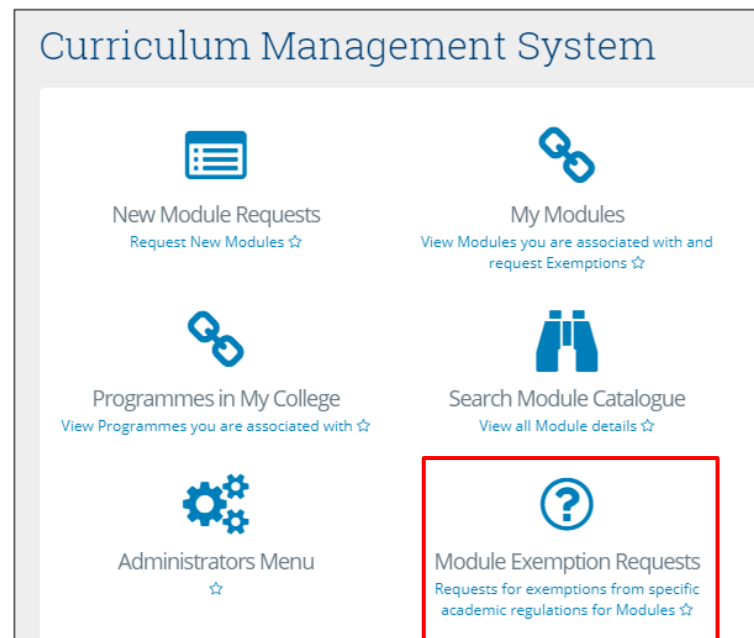 Curriculum Management System
New Module Requests
Request New Modules ☆
My Modules
View Modules you are associated with and
request Exemptions ☆
Programmes in My College
View Programmes you are associated with ☆
Search Module Catalogue
View all Module details ☆
Administrators Menu
☆
Module Exemption Requests
Requests for exemptions from specific
academic regulations for Modules ☆